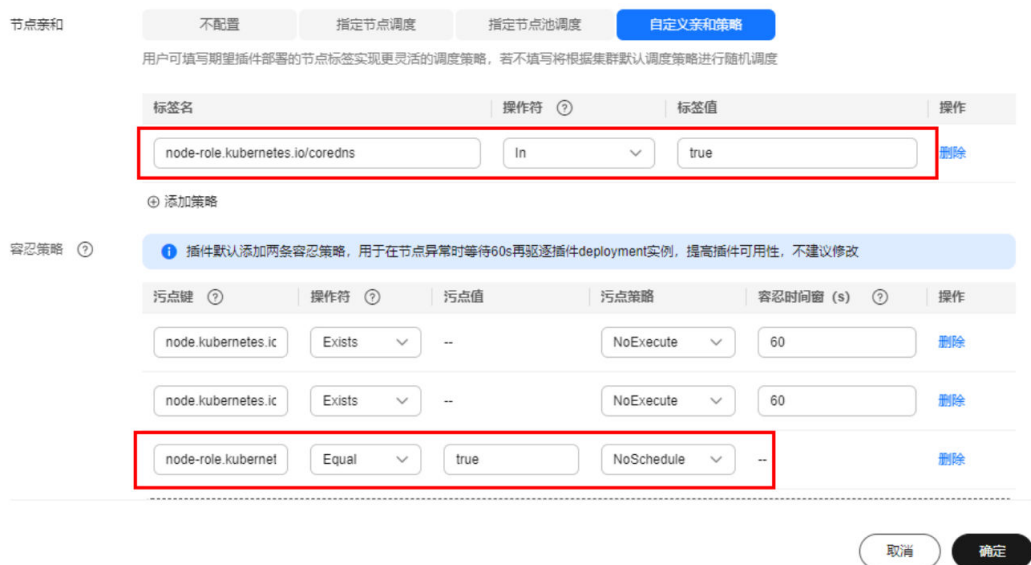 节点亲和 不配置 指定节点调度 指定节点池调度 自定义亲和策略
用户可填写期望插件部署的节点标签实现更灵活的调度策略，若不填写将根据集群默认调度策略进行随机调度
标签名 操作符 ? 标签值 操作
node-role.kubernetes.io/coredns In true 删除
添加策略
容忍策略 ? 插件默认添加两条容忍策略，用于在节点异常时等待60s再驱逐插件deployment实例，提高插件可用性，不建议修改
污点键 ? 操作符 ? 污点值 污点策略 容忍时间窗 (s) ? 操作
node.kubernetes.ic Exists -- NoExecute 60 删除
node.kubernetes.ic Exists -- NoExecute 60 删除
node-role.kubernet Equal true NoSchedule -- 删除
取消 确定